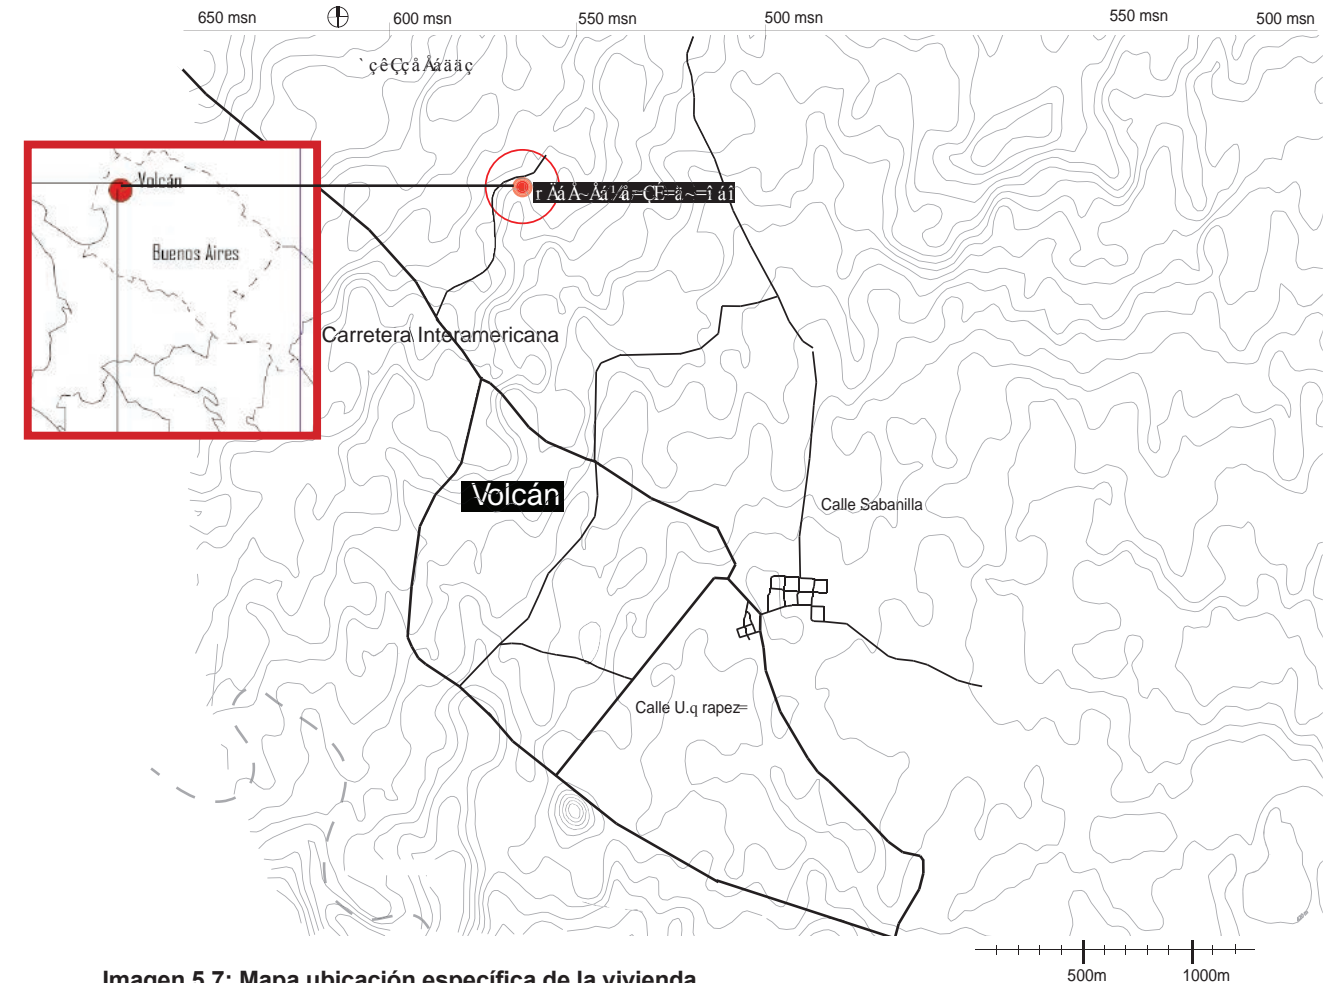 650 msn 600 msn 550 msn 500 msn 550 msn 500 msn
Volcán
Buenos Aires
Carretera Interamericana
Volcán
Calle Sabanilla
Calle U.q rapez=
500m 1000m
Imagen 5.7: Mapa ubicación específica de la vivienda